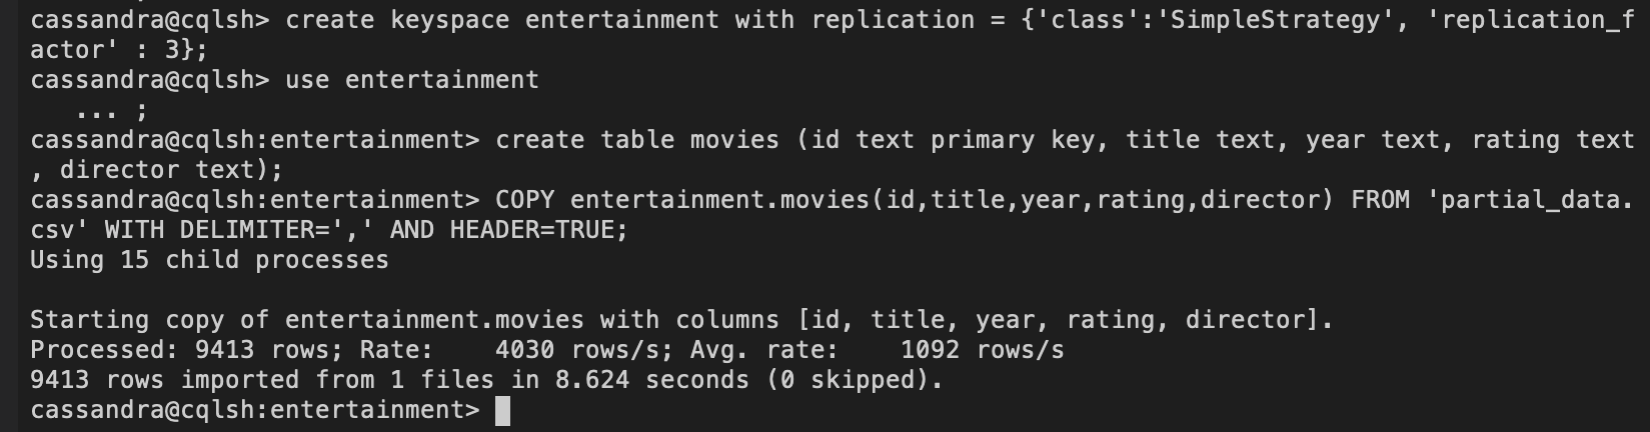 cassandra@cqlsh> create keyspace entertainment with replication = {'class':'SimpleStrategy', 'replication_f
actor' : 3};
cassandra@cqlsh> use entertainment
   ... ;
cassandra@cqlsh:entertainment> create table movies (id text primary key, title text, year text, rating text
, director text);
cassandra@cqlsh:entertainment> COPY entertainment.movies(id,title,year,rating,director) FROM 'partial_data.
csv' WITH DELIMITER=',' AND HEADER=TRUE;
Using 15 child processes

Starting copy of entertainment.movies with columns [id, title, year, rating, director].
Processed: 9413 rows; Rate:    4030 rows/s; Avg. rate:    1092 rows/s
9413 rows imported from 1 files in 8.624 seconds (0 skipped).
cassandra@cqlsh:entertainment>